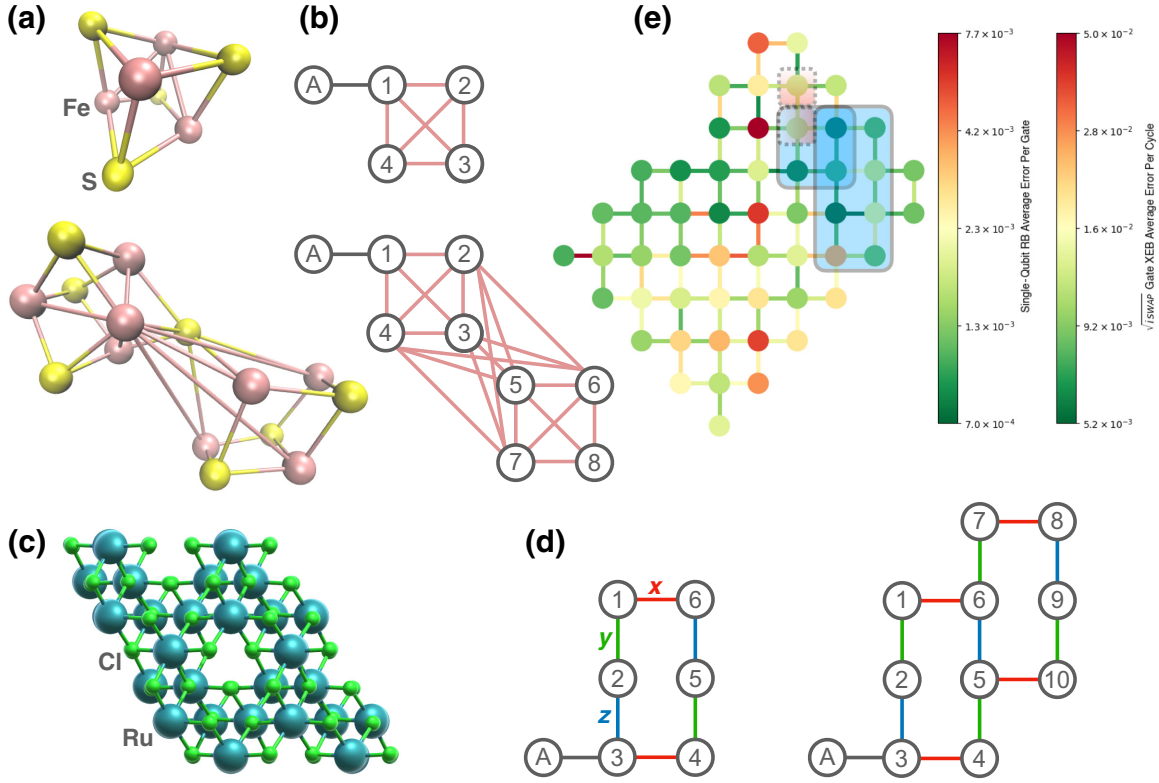 (a)
Fe
S
(b)
A 1 2
4 3
A 1 2
4 3
5 6
7 8
(e)
7.7 × 10⁻³
4.2 × 10⁻³
2.3 × 10⁻³
1.3 × 10⁻³
7.0 × 10⁻⁴
Single-Qubit RB Average Error Per Gate
5.0 × 10⁻²
2.8 × 10⁻²
1.6 × 10⁻²
9.2 × 10⁻³
5.2 × 10⁻³
√iSWAP Gate XEB Average Error Per Cycle
(c)
Cl
Ru
(d)
1 x 6
y
2 5
z
A 3 4
7 8
1 6 9
2 5 10
A 3 4